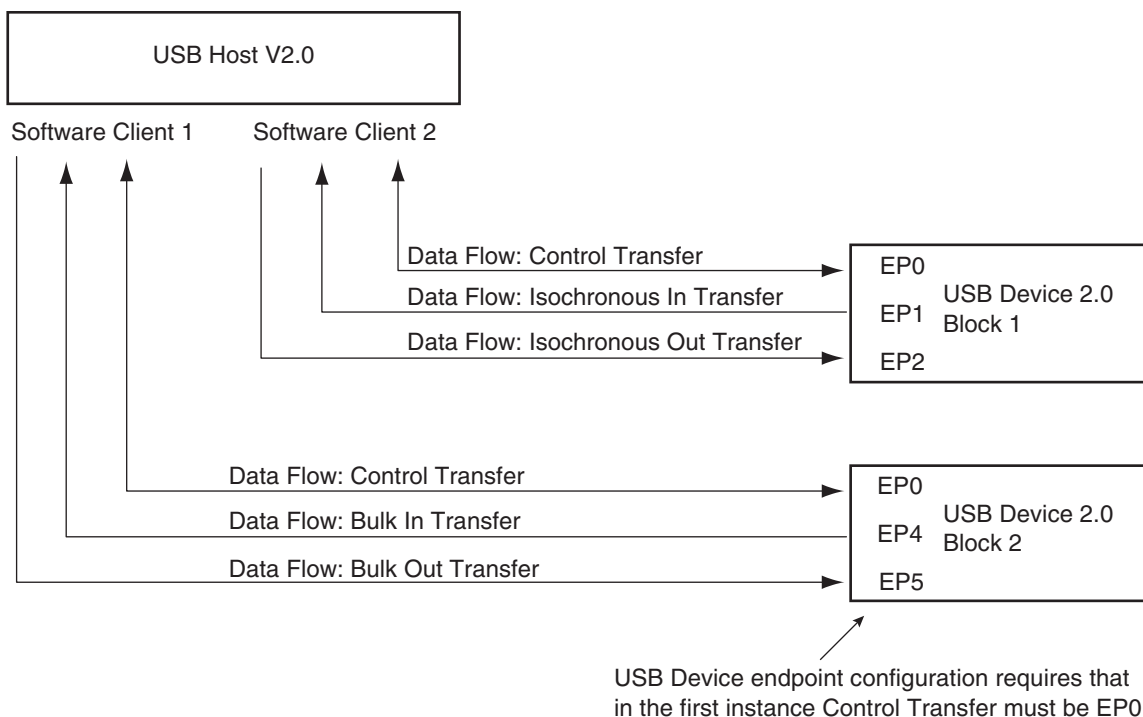 USB Host V2.0
Software Client 1
Software Client 2
Data Flow: Control Transfer
Data Flow: Isochronous In Transfer
Data Flow: Isochronous Out Transfer
EP0
EP1
EP2
USB Device 2.0
Block 1
Data Flow: Control Transfer
Data Flow: Bulk In Transfer
Data Flow: Bulk Out Transfer
EP0
EP4
EP5
USB Device 2.0
Block 2
USB Device endpoint configuration requires that
in the first instance Control Transfer must be EP0